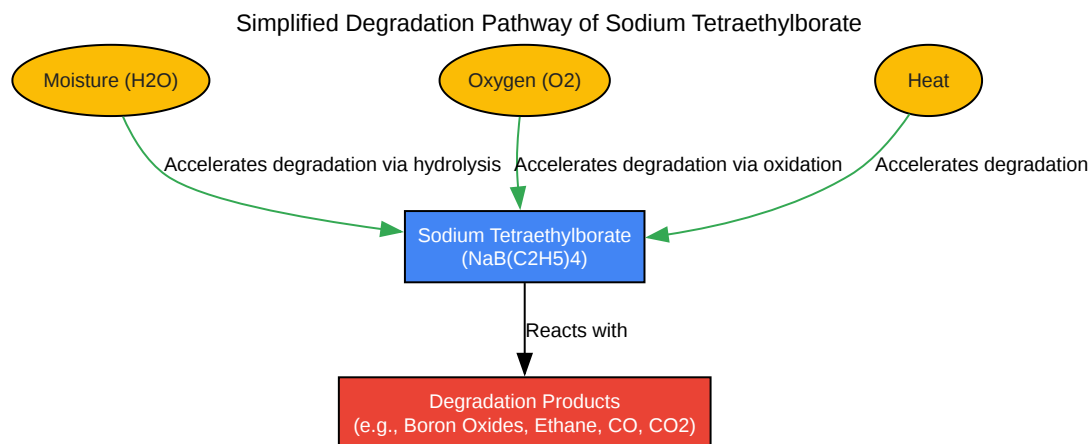 Simplified Degradation Pathway of Sodium Tetraethylborate
Moisture (H2O)
Oxygen (O2)
Heat
Accelerates degradation via hydrolysis
Accelerates degradation via oxidation
Accelerates degradation
Sodium Tetraethylborate
(NaB(C2H5)4)
Reacts with
Degradation Products
(e.g., Boron Oxides, Ethane, CO, CO2)